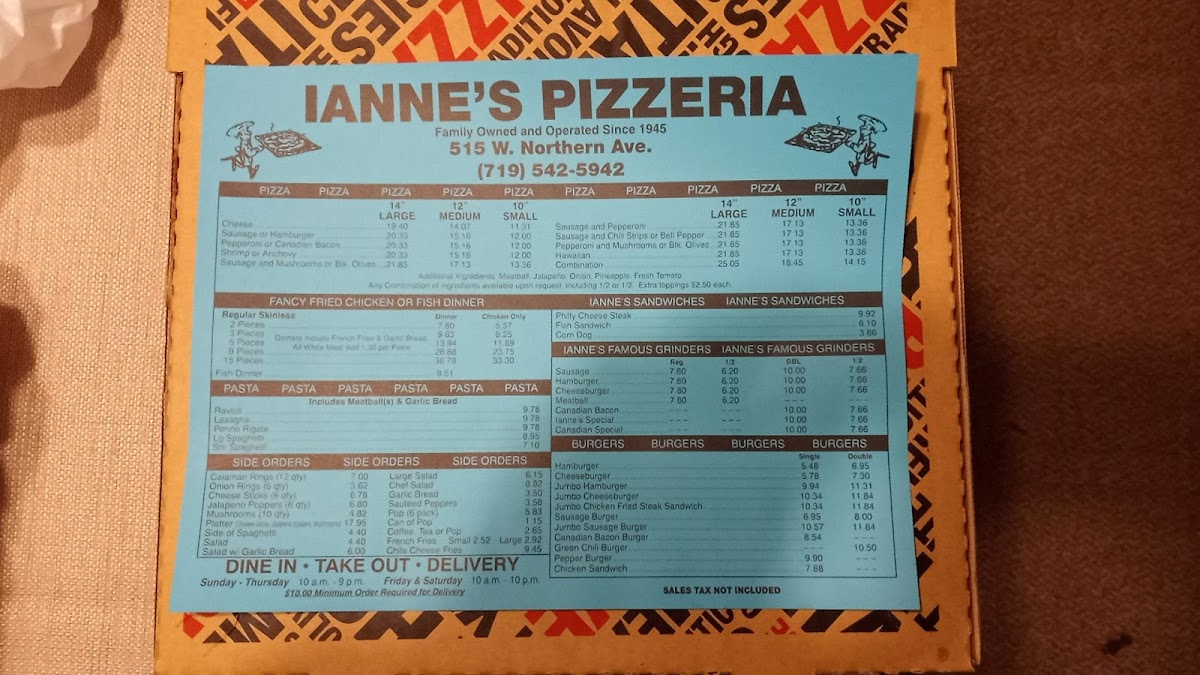 IANNE'S PIZZERIA
Family Owned and Operated Since 1945
515 W. Northern Ave.
(719) 542-5942
PIZZA PIZZA PIZZA PIZZA PIZZA PIZZA PIZZA PIZZA PIZZA PIZZA
14" 12" 10"
LARGE MEDIUM SMALL
Cheese 19.40 14.07 11.31
Sausage or Hamburger 20.33 15.16 12.00
Pepperoni or Canadian Bacon 20.33 15.16 12.00
Shrimp or Anchovy 20.33 15.16 12.00
Sausage and Mushrooms or Blk. Olives 21.85 17.13 13.36
14" 12" 10"
LARGE MEDIUM SMALL
Sausage and Pepperoni 21.85 17.13 13.36
Sausage and Chili Strips or Bell Pepper 21.85 17.13 13.36
Pepperoni and Mushrooms or Blk. Olives 21.85 17.13 13.36
Hawaiian 21.85 17.13 13.36
Combination 25.05 18.45 14.15
Additional Ingredients: Meatball, Jalapeño, Onion, Pineapple, Fresh Tomato
Any Combination of ingredients available upon request, including 1/2 or 1/2. Extra toppings $2.50 each.
FANCY FRIED CHICKEN OR FISH DINNER
Regular Skinless Dinner Chicken Only
2 Pieces 7.80 5.57
3 Pieces 9.63 8.25
5 Pieces 13.94 11.89
9 Pieces 26.88 23.75
15 Pieces 38.78 33.30
Dinners include French Fries & Garlic Bread
All White Meat Add 1.30 per Piece
Fish Dinner 9.51
PASTA PASTA PASTA PASTA PASTA PASTA
Includes Meatball(s) & Garlic Bread
Ravioli 9.78
Lasagna 9.78
Penne Rigate 9.78
Lg Spaghetti 8.95
Sm Spaghetti 7.10
SIDE ORDERS SIDE ORDERS SIDE ORDERS
Calamari Rings (12 qty) 7.00
Onion Rings (6 qty) 5.62
Cheese Sticks (6 qty) 6.78
Jalapeno Poppers (6 qty) 6.80
Mushrooms (10 qty) 4.82
Platter 17.95
Side of Spaghetti 4.40
Salad 4.40
Salad w/ Garlic Bread 6.00
Large Salad 6.15
Chef Salad
Garlic Bread 3.50
Sauteed Peppers 3.58
Pop (6 pack) 5.83
Can of Pop 1.15
Coffee, Tea or Pop 2.65
French Fries Small 2.52 Large 2.92
Chile Cheese Fries 9.45
DINE IN • TAKE OUT • DELIVERY
Sunday - Thursday 10 a.m. - 9 p.m. Friday & Saturday 10 a.m. - 10 p.m.
$10.00 Minimum Order Required for Delivery
IANNE'S SANDWICHES IANNE'S SANDWICHES
Philly Cheese Steak 9.92
Fish Sandwich 6.10
Corn Dog 3.66
IANNE'S FAMOUS GRINDERS IANNE'S FAMOUS GRINDERS
Reg. 1/2 DBL 1/2
Sausage 7.80 6.20 10.00 7.66
Hamburger 7.80 6.20 10.00 7.66
Cheeseburger 7.80 6.20 10.00 7.66
Meatball 7.80 6.20 --- ---
Canadian Bacon --- --- 10.00 7.66
Ianne's Special --- --- 10.00 7.66
Canadian Special --- --- 10.00 7.66
BURGERS BURGERS BURGERS BURGERS
Single Double
Hamburger 5.48 6.95
Cheeseburger 5.78 7.30
Jumbo Hamburger 9.94 11.31
Jumbo Cheeseburger 10.34 11.84
Jumbo Chicken Fried Steak Sandwich 10.34 11.84
Sausage Burger 6.95 8.00
Jumbo Sausage Burger 10.57 11.84
Canadian Bacon Burger 8.54 ---
Green Chili Burger --- 10.50
Pepper Burger 9.90 ---
Chicken Sandwich 7.88 ---
SALES TAX NOT INCLUDED